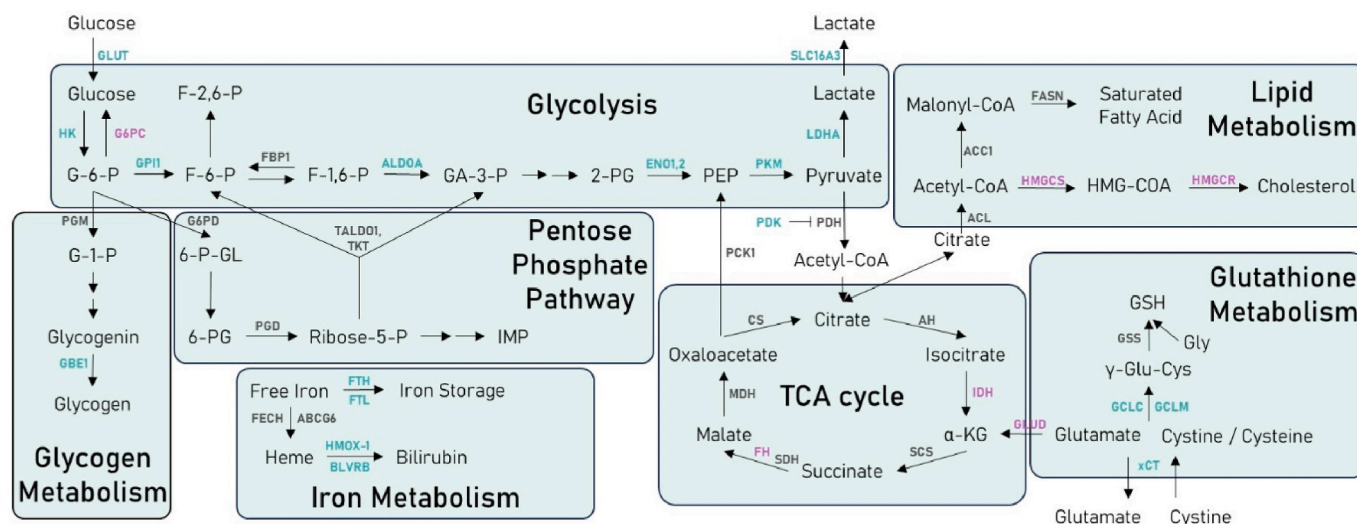 Glucose
GLUT
Glucose
F-2,6-P
Glycolysis
HK
G6PC
G-6-P
GPI1
F-6-P
FBP1
F-1,6-P
ALDOA
GA-3-P
2-PG
ENO1,2
PEP
PKM
Pyruvate
LDHA
Lactate
SLC16A3
Lactate
Malonyl-CoA
FASN
Saturated
Fatty Acid
Lipid
Metabolism
ACC1
Acetyl-CoA
HMGCS
HMG-COA
HMGCR
Cholesterol
ACL
Citrate
PGM
G-1-P
Glycogenin
GBE1
Glycogen
Glycogen
Metabolism
G6PD
6-P-GL
6-PG
PGD
Ribose-5-P
IMP
TALDO1,
TKT
Pentose
Phosphate
Pathway
PCK1
PDK
PDH
Acetyl-CoA
CS
Citrate
AH
Oxaloacetate
Isocitrate
MDH
TCA cycle
IDH
Malate
α-KG
FH
SDH
Succinate
SCS
GLUD
Free Iron
FTH
FTL
Iron Storage
FECH
ABCG6
Heme
HMOX-1
BLVRB
Bilirubin
Iron Metabolism
Glutathione
Metabolism
GSH
GSS
Gly
γ-Glu-Cys
GCLC
GCLM
Glutamate
Cystine / Cysteine
xCT
Glutamate
Cystine